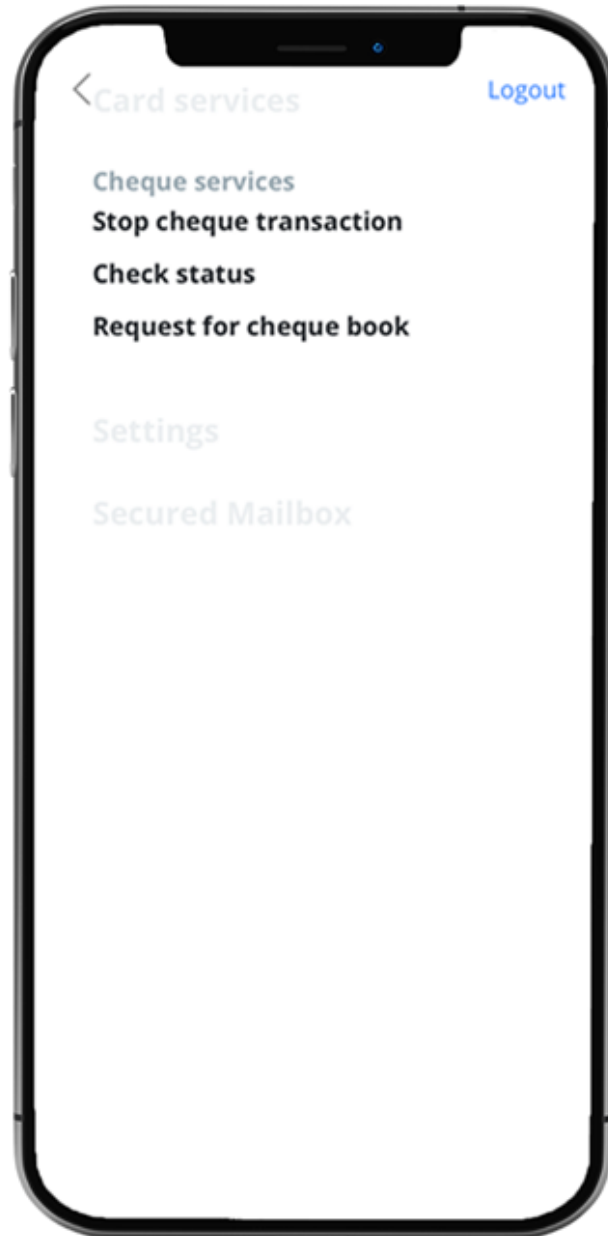 Card services
Logout
Cheque services
Stop cheque transaction
Check status
Request for cheque book
Settings
Secured Mailbox